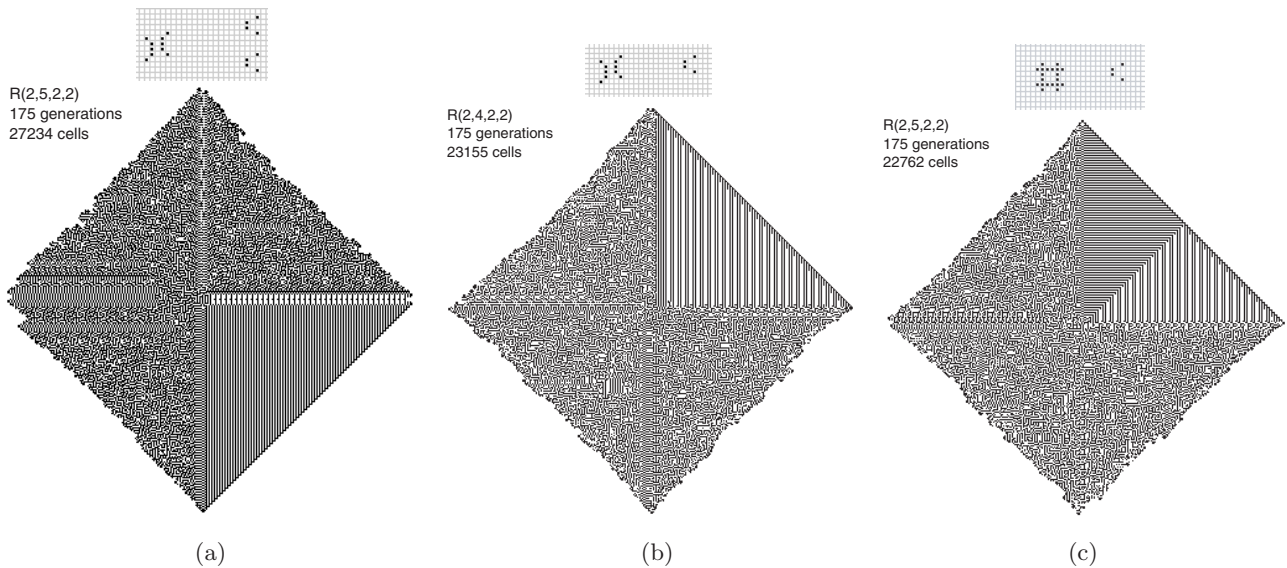 R(2,5,2,2)
175 generations
27234 cells
R(2,4,2,2)
175 generations
23155 cells
R(2,5,2,2)
175 generations
22762 cells
(a)
(b)
(c)